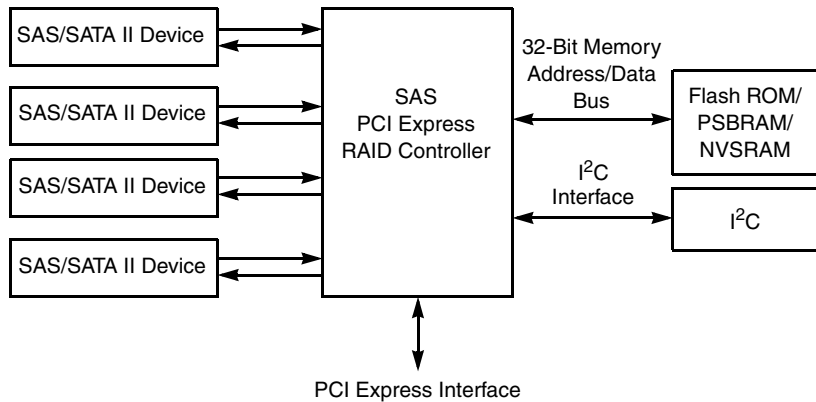 SAS/SATA II Device
SAS/SATA II Device
SAS/SATA II Device
SAS/SATA II Device
SAS
PCI Express
RAID Controller
32-Bit Memory
Address/Data
Bus
I²C
Interface
Flash ROM/
PSBRAM/
NVSRAM
I²C
PCI Express Interface